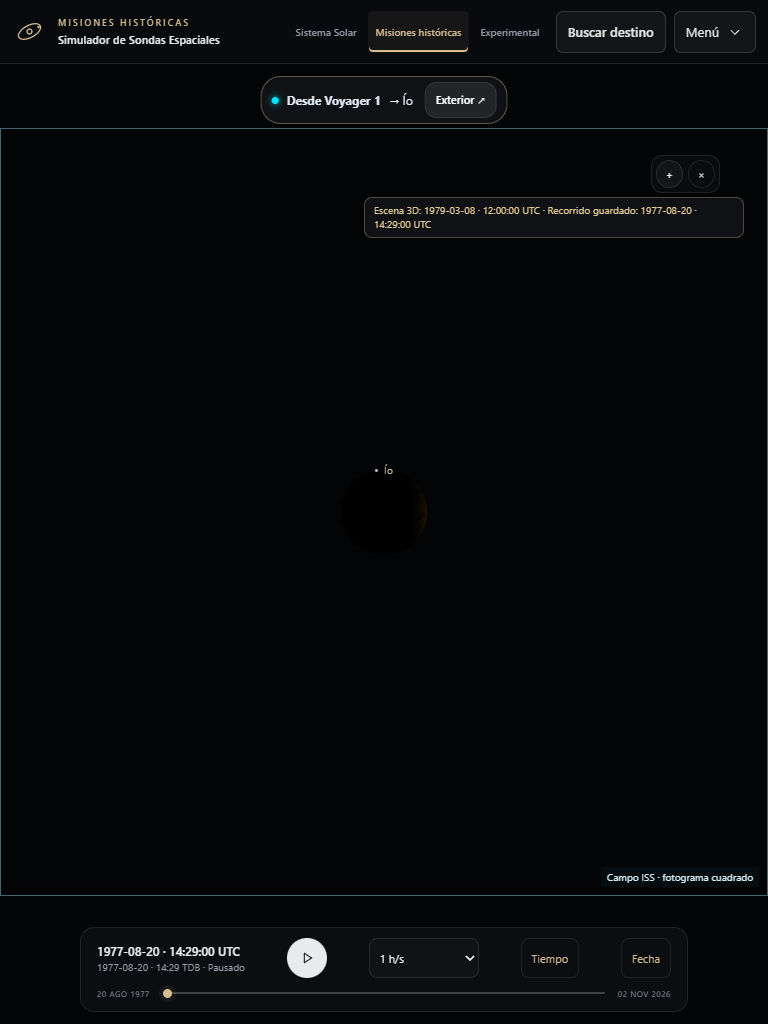 MISIONES HISTÓRICAS
Simulador de Sondas Espaciales
Sistema Solar
Misiones históricas
Experimental
Buscar destino
Menú
Desde Voyager 1 → Ío
Exterior ↗
+ ×
Escena 3D: 1979-03-08 · 12:00:00 UTC · Recorrido guardado: 1977-08-20 ·
14:29:00 UTC
Ío
Campo ISS · fotograma cuadrado
1977-08-20 · 14:29:00 UTC
1977-08-20 · 14:29 TDB · Pausado
1 h/s
Tiempo
Fecha
20 AGO 1977
02 NOV 2026